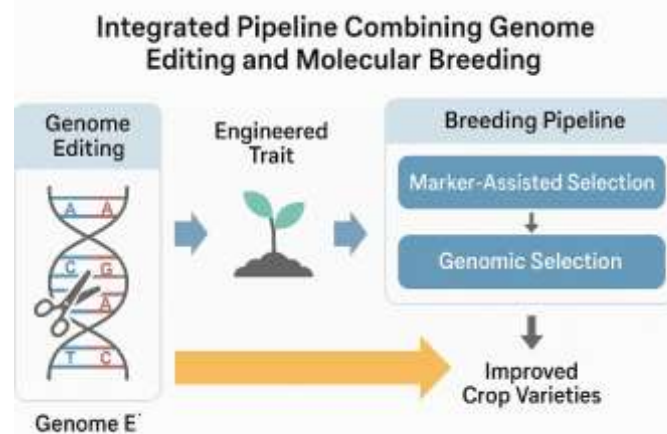 Integrated Pipeline Combining Genome
Editing and Molecular Breeding
Genome
Editing
A A
C G
A
T C
Genome E
Engineered
Trait
Breeding Pipeline
Marker-Assisted Selection
Genomic Selection
Improved
Crop Varieties